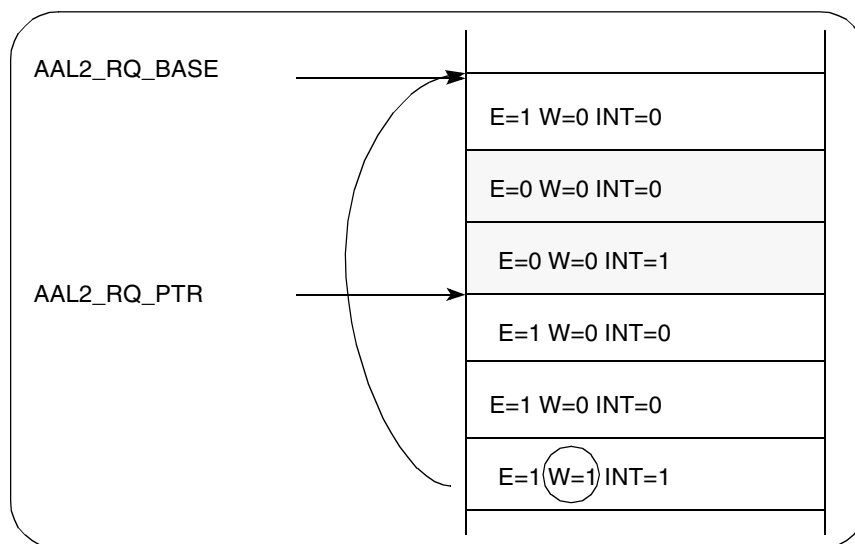 AAL2_RQ_BASE
E=1 W=0 INT=0
E=0 W=0 INT=0
E=0 W=0 INT=1
AAL2_RQ_PTR
E=1 W=0 INT=0
E=1 W=0 INT=0
E=1 W=1 INT=1